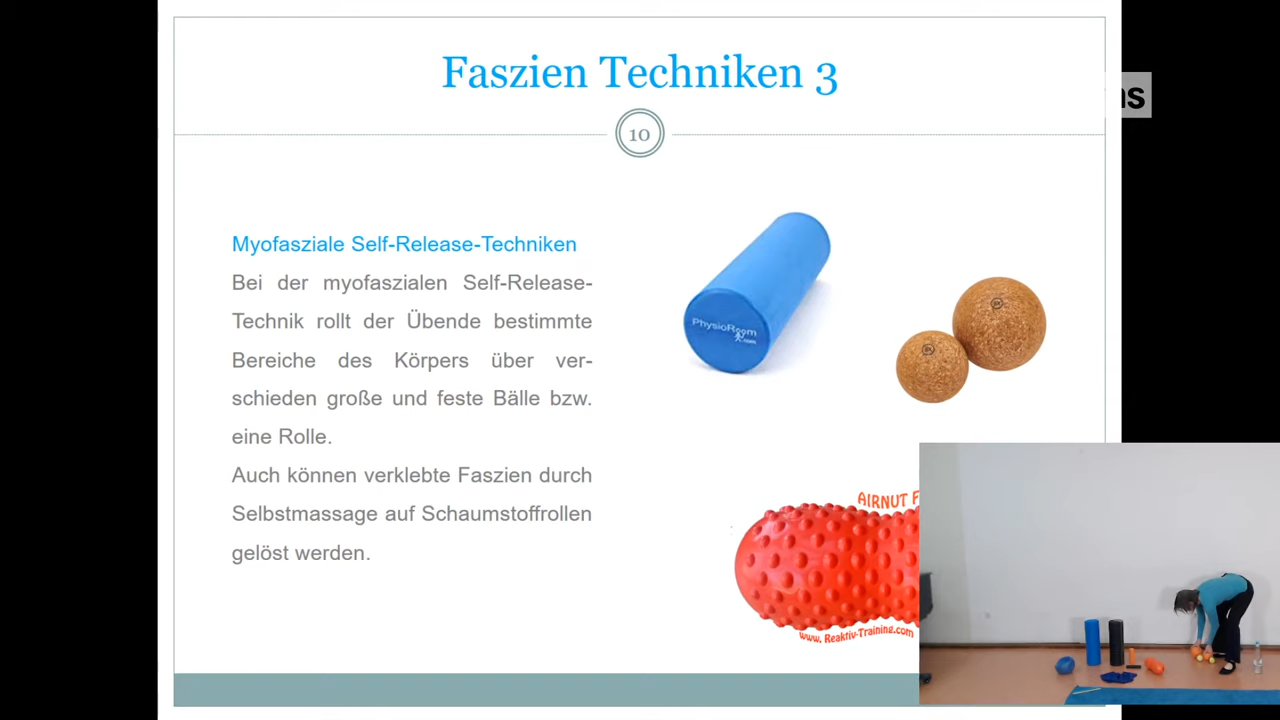 Faszien Techniken 3
ns
10
Myofasziale Self-Release-Techniken
Bei der myofaszialen Self-Release-
Technik rollt der Übende bestimmte
Bereiche des Körpers über ver-
schieden große und feste Bälle bzw.
eine Rolle.
Auch können verklebte Faszien durch
Selbstmassage auf Schaumstoffrollen
gelöst werden.
PhysioRoom
.com
AIRNUT F
www. Reaktiv-Training.com